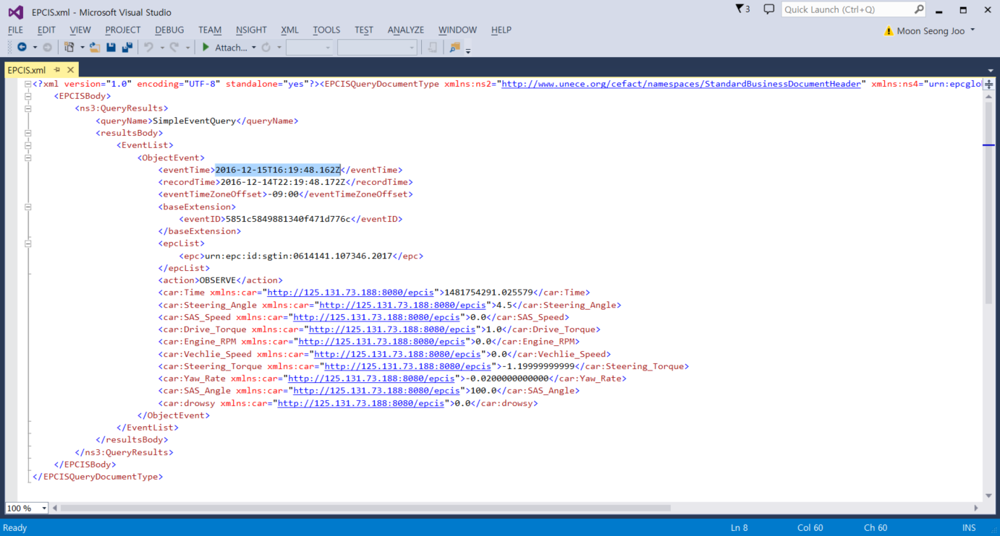 EPCIS.xml - Microsoft Visual Studio
3
Quick Launch (Ctrl+Q)
FILE EDIT VIEW PROJECT DEBUG TEAM NSIGHT XML TOOLS TEST ANALYZE WINDOW HELP
Moon Seong Joo
Attach...
EPCIS.xml
<?xml version="1.0" encoding="UTF-8" standalone="yes"?><EPCISQueryDocumentType xmlns:ns2="http://www.unece.org/cefact/namespaces/StandardBusinessDocumentHeader" xmlns:ns4="urn:epcglo
<EPCISBody>
<ns3:QueryResults>
<queryName>SimpleEventQuery</queryName>
<resultsBody>
<EventList>
<ObjectEvent>
<eventTime>2016-12-15T16:19:48.162Z</eventTime>
<recordTime>2016-12-14T22:19:48.172Z</recordTime>
<eventTimeZoneOffset>-09:00</eventTimeZoneOffset>
<baseExtension>
<eventID>5851c5849881340f471d776c</eventID>
</baseExtension>
<epcList>
<epc>urn:epc:id:sgtin:0614141.107346.2017</epc>
</epcList>
<action>OBSERVE</action>
<car:Time xmlns:car="http://125.131.73.188:8080/epcis">1481754291.025579</car:Time>
<car:Steering_Angle xmlns:car="http://125.131.73.188:8080/epcis">4.5</car:Steering_Angle>
<car:SAS_Speed xmlns:car="http://125.131.73.188:8080/epcis">0.0</car:SAS_Speed>
<car:Drive_Torque xmlns:car="http://125.131.73.188:8080/epcis">1.0</car:Drive_Torque>
<car:Engine_RPM xmlns:car="http://125.131.73.188:8080/epcis">0.0</car:Engine_RPM>
<car:Vechlie_Speed xmlns:car="http://125.131.73.188:8080/epcis">0.0</car:Vechlie_Speed>
<car:Steering_Torque xmlns:car="http://125.131.73.188:8080/epcis">-1.19999999999</car:Steering_Torque>
<car:Yaw_Rate xmlns:car="http://125.131.73.188:8080/epcis">-0.0200000000000</car:Yaw_Rate>
<car:SAS_Angle xmlns:car="http://125.131.73.188:8080/epcis">100.0</car:SAS_Angle>
<car:drowsy xmlns:car="http://125.131.73.188:8080/epcis">0.0</car:drowsy>
</ObjectEvent>
</EventList>
</resultsBody>
</ns3:QueryResults>
</EPCISBody>
</EPCISQueryDocumentType>
100 %
Ready Ln 8 Col 60 Ch 60 INS